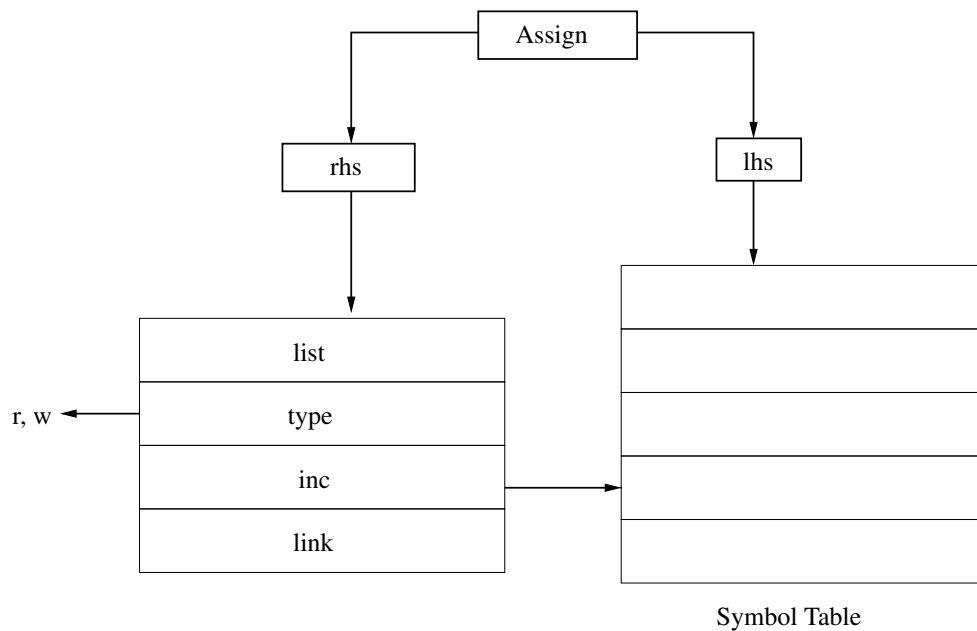 Assign
rhs
lhs
list
r, w
type
inc
link
Symbol Table